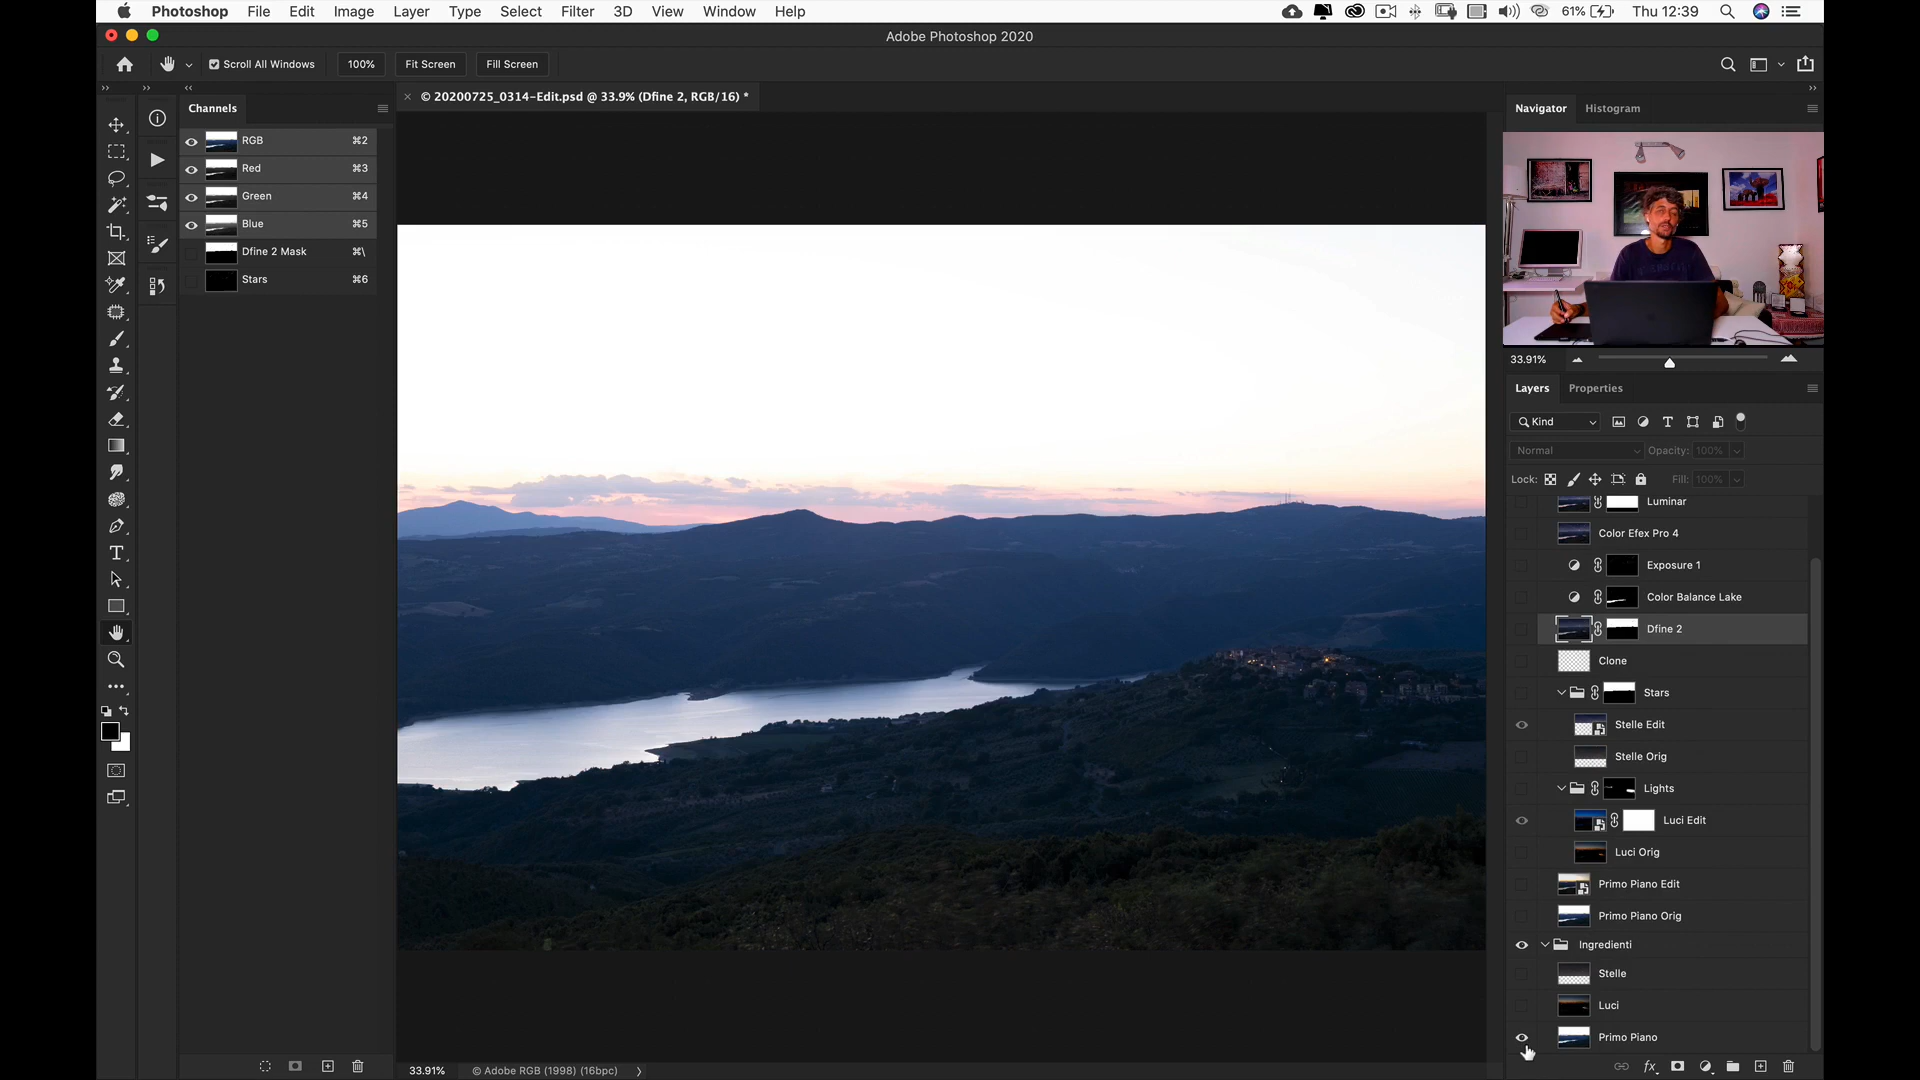 Photoshop File Edit Image Layer Type Select Filter 3D View Window Help 61% Thu 12:39
Adobe Photoshop 2020
Scroll All Windows 100% Fit Screen Fill Screen
Channels
RGB ⌘2
Red ⌘3
Green ⌘4
Blue ⌘5
Dfine 2 Mask ⌘\
Stars ⌘6
× © 20200725_0314-Edit.psd @ 33.9% (Dfine 2, RGB/16) *
33.91% © Adobe RGB (1998) (16bpc)
Navigator Histogram
33.91%
Layers Properties
Kind
Normal Opacity: 100%
Lock: Fill: 100%
Luminar
Color Efex Pro 4
Exposure 1
Color Balance Lake
Dfine 2
Clone
Stars
Stelle Edit
Stelle Orig
Lights
Luci Edit
Luci Orig
Primo Piano Edit
Primo Piano Orig
Ingredienti
Stelle
Luci
Primo Piano
fx